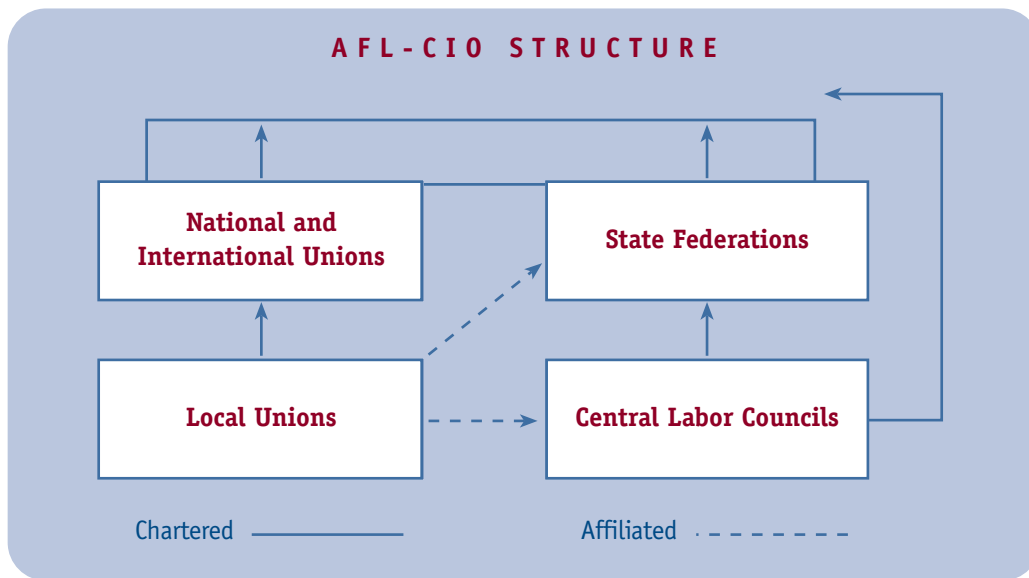 AFL-CIO STRUCTURE
National and
International Unions
State Federations
Local Unions
Central Labor Councils
Chartered
Affiliated